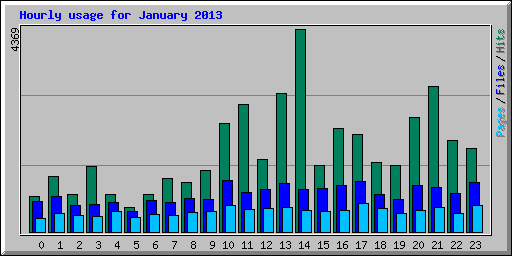 Hourly usage for January 2013
4369
Pages/Files/Hits
0 1 2 3 4 5 6 7 8 9 10 11 12 13 14 15 16 17 18 19 20 21 22 23